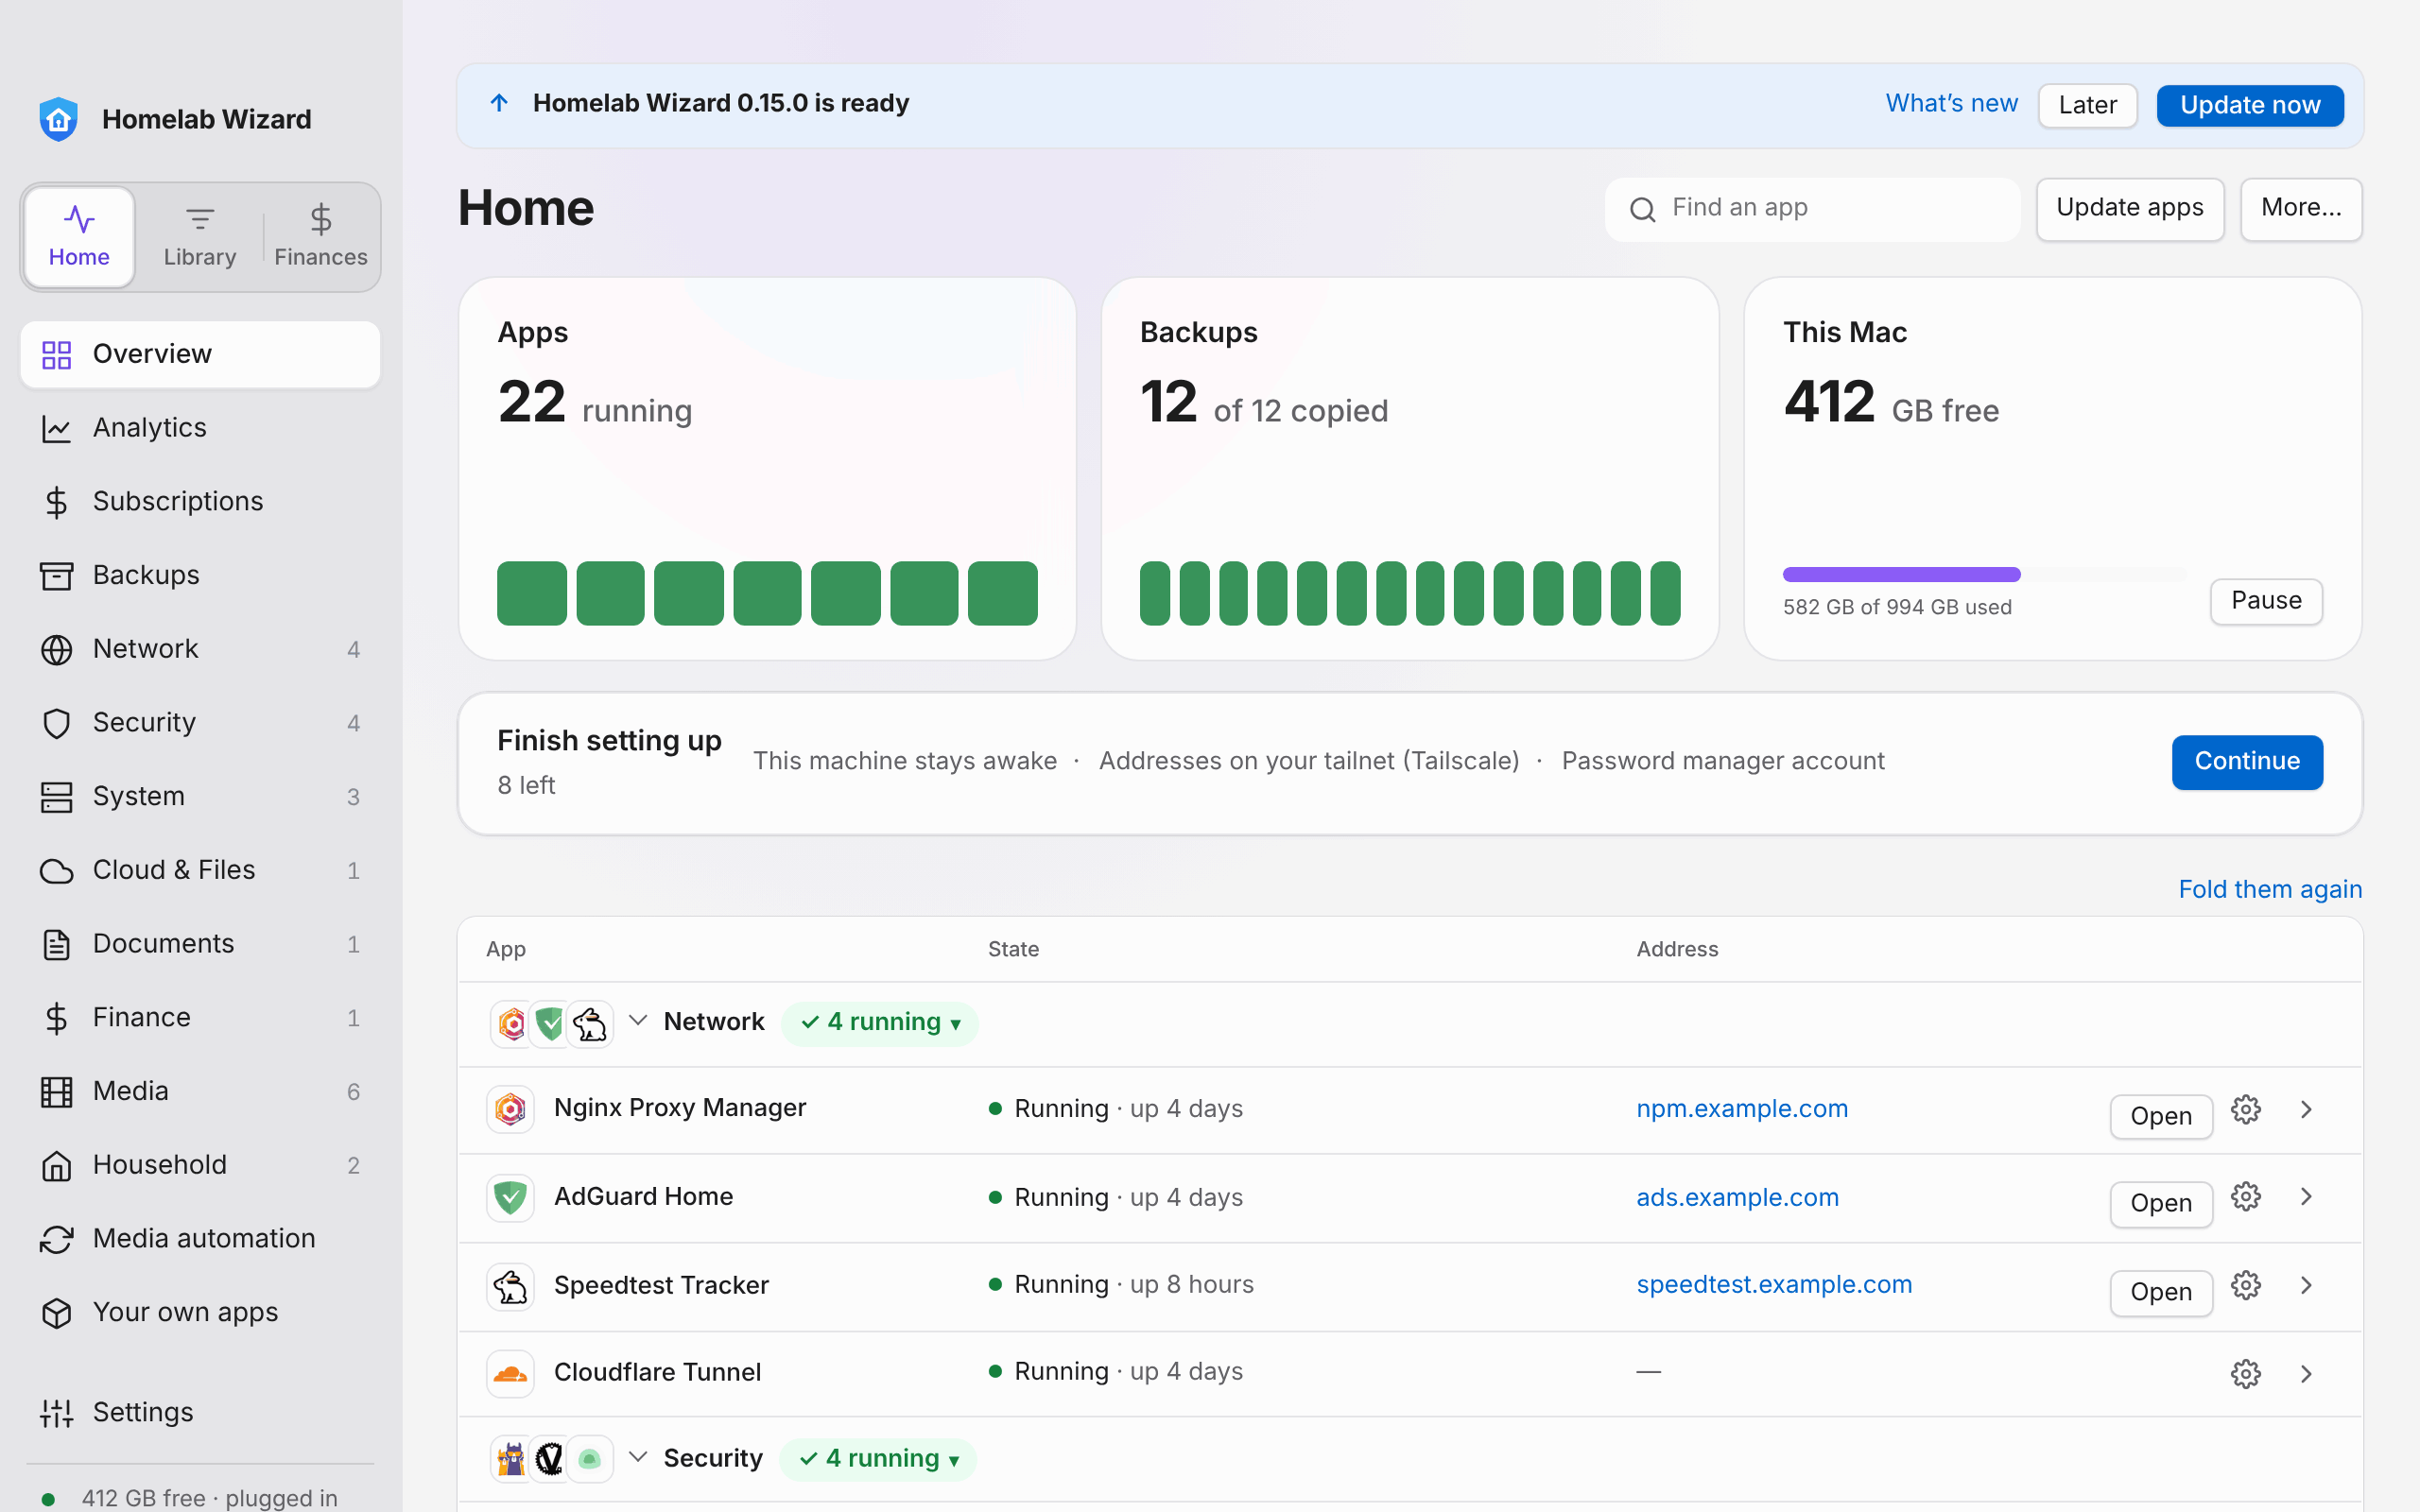 Homelab Wizard
Home
Library
Finances
Overview
Analytics
Subscriptions
Backups
Network 4
Security 4
System 3
Cloud & Files 1
Documents 1
Finance 1
Media 6
Household 2
Media automation
Your own apps
Settings
412 GB free · plugged in
Homelab Wizard 0.15.0 is ready
What’s new
Later
Update now
Home
Find an app
Update apps
More...
Apps
22 running
Backups
12 of 12 copied
This Mac
412 GB free
582 GB of 994 GB used
Pause
Finish setting up
8 left
This machine stays awake · Addresses on your tailnet (Tailscale) · Password manager account
Continue
Fold them again
App State Address
Network ✓ 4 running ▾
Nginx Proxy Manager Running · up 4 days npm.example.com Open
AdGuard Home Running · up 4 days ads.example.com Open
Speedtest Tracker Running · up 8 hours speedtest.example.com Open
Cloudflare Tunnel Running · up 4 days —
Security ✓ 4 running ▾